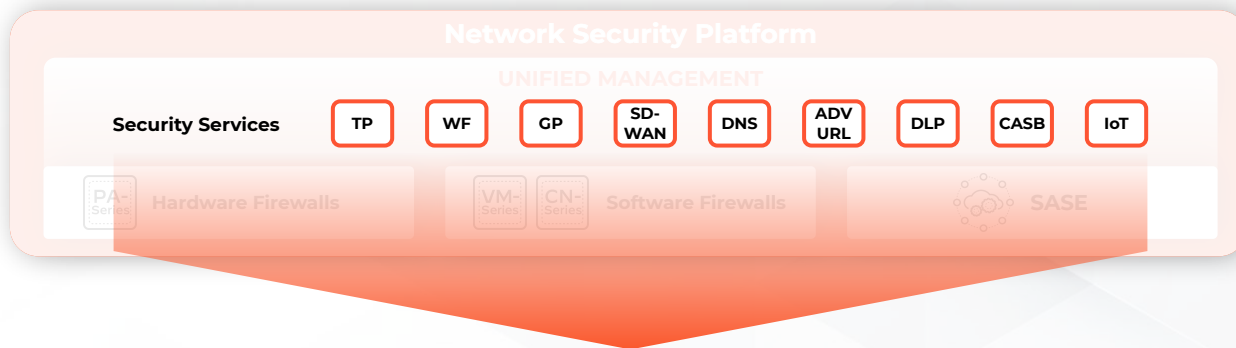 Network Security Platform
UNIFIED MANAGEMENT
Security Services TP WF GP SD-WAN DNS ADV URL DLP CASB IoT
PA-Series Hardware Firewalls VM-Series CN-Series Software Firewalls SASE